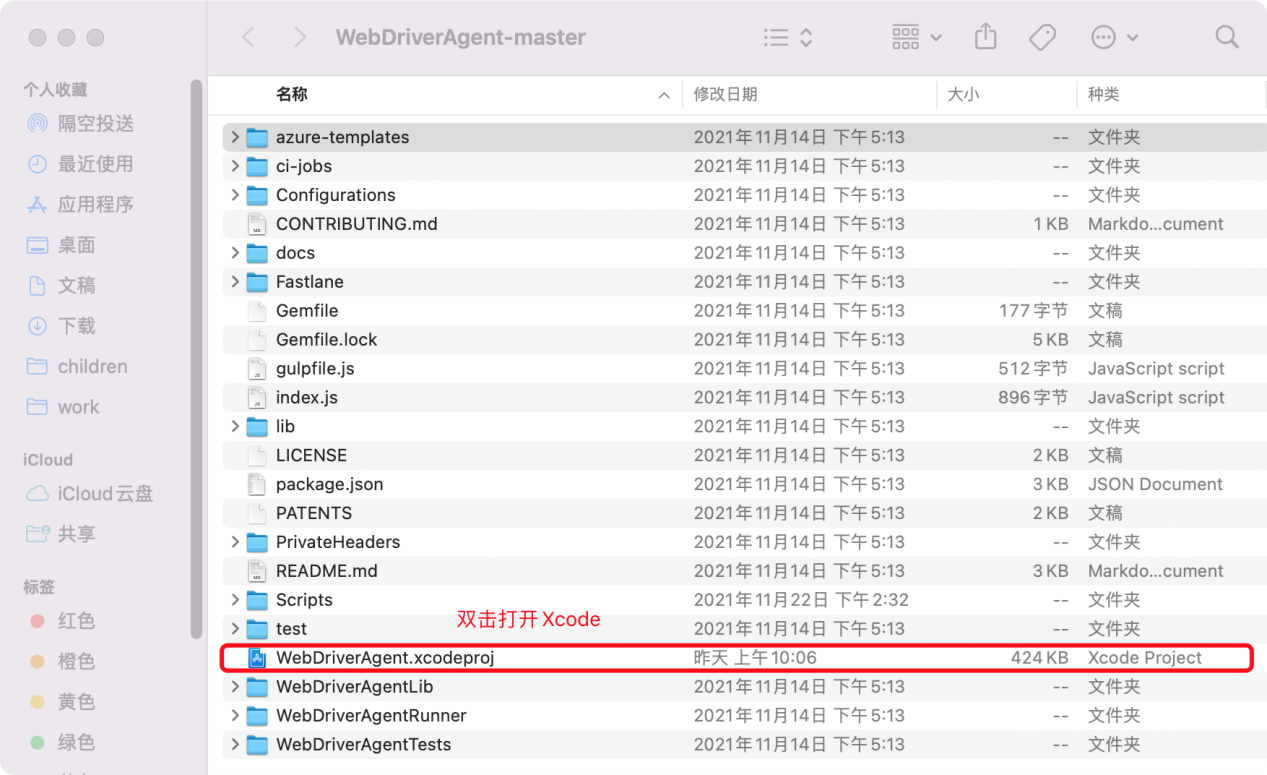 WebDriverAgent-master
个人收藏
隔空投送
最近使用
应用程序
桌面
文稿
下载
children
work
iCloud
iCloud云盘
共享
标签
红色
橙色
黄色
绿色
名称 修改日期 大小 种类
azure-templates 2021年11月14日 下午5:13 -- 文件夹
ci-jobs 2021年11月14日 下午5:13 -- 文件夹
Configurations 2021年11月14日 下午5:13 -- 文件夹
CONTRIBUTING.md 2021年11月14日 下午5:13 1 KB Markdo...cument
docs 2021年11月14日 下午5:13 -- 文件夹
Fastlane 2021年11月14日 下午5:13 -- 文件夹
Gemfile 2021年11月14日 下午5:13 177 字节 文稿
Gemfile.lock 2021年11月14日 下午5:13 5 KB 文稿
gulpfile.js 2021年11月14日 下午5:13 512 字节 JavaScript script
index.js 2021年11月14日 下午5:13 896 字节 JavaScript script
lib 2021年11月14日 下午5:13 -- 文件夹
LICENSE 2021年11月14日 下午5:13 2 KB 文稿
package.json 2021年11月14日 下午5:13 3 KB JSON Document
PATENTS 2021年11月14日 下午5:13 2 KB 文稿
PrivateHeaders 2021年11月14日 下午5:13 -- 文件夹
README.md 2021年11月14日 下午5:13 3 KB Markdo...cument
Scripts 2021年11月22日 下午2:32 -- 文件夹
双击打开Xcode
test 2021年11月14日 下午5:13 -- 文件夹
WebDriverAgent.xcodeproj 昨天 上午10:06 424 KB Xcode Project
WebDriverAgentLib 2021年11月14日 下午5:13 -- 文件夹
WebDriverAgentRunner 2021年11月14日 下午5:13 -- 文件夹
WebDriverAgentTests 2021年11月14日 下午5:13 -- 文件夹